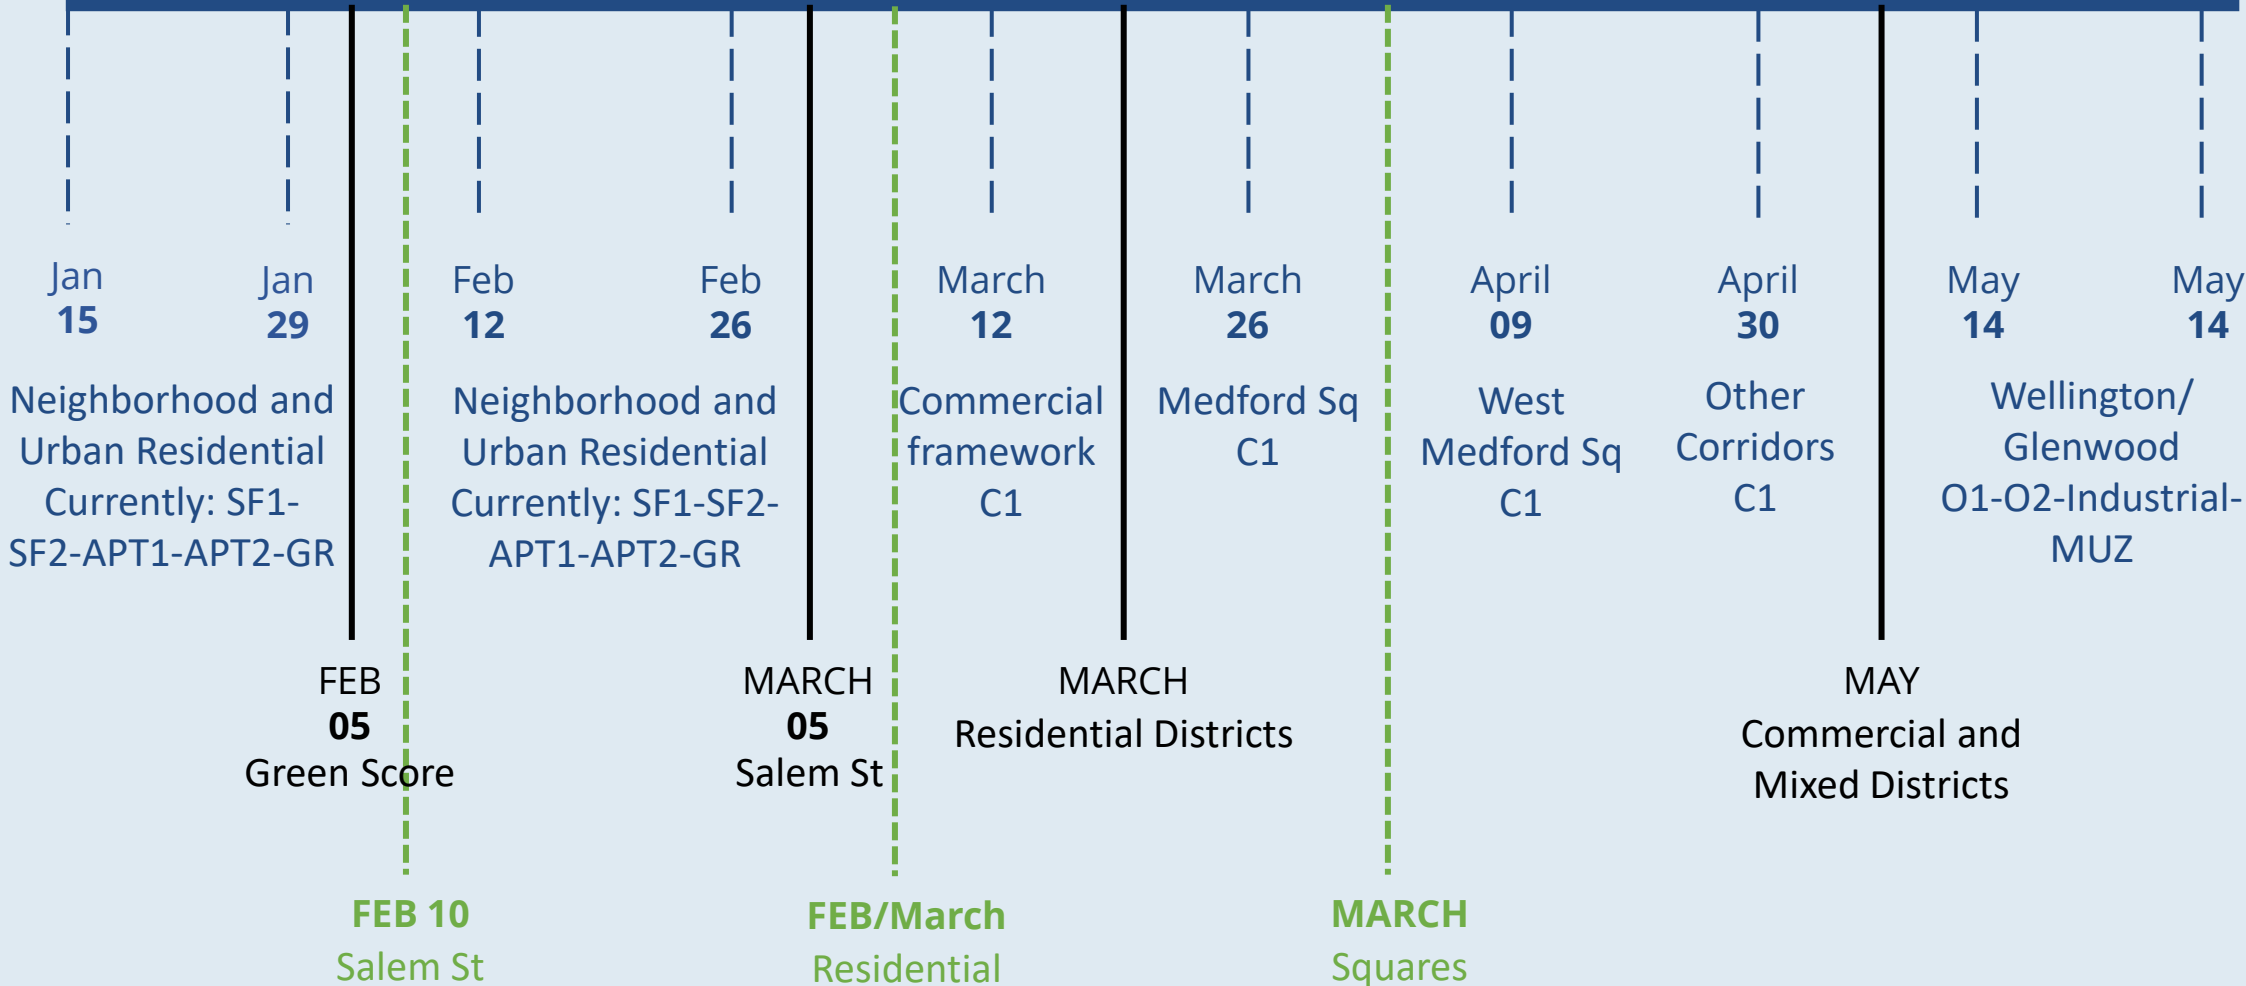 Jan
15
Jan
29
Neighborhood and
Urban Residential
Currently: SF1-
SF2-APT1-APT2-GR
Feb
12
Feb
26
Neighborhood and
Urban Residential
Currently: SF1-SF2-
APT1-APT2-GR
March
12
Commercial
framework
C1
March
26
Medford Sq
C1
April
09
West
Medford Sq
C1
April
30
Other
Corridors
C1
May
14
May
14
Wellington/
Glenwood
O1-O2-Industrial-
MUZ
FEB
05
Green Score
MARCH
05
Salem St
MARCH
Residential Districts
MAY
Commercial and
Mixed Districts
FEB 10
Salem St
FEB/March
Residential
MARCH
Squares